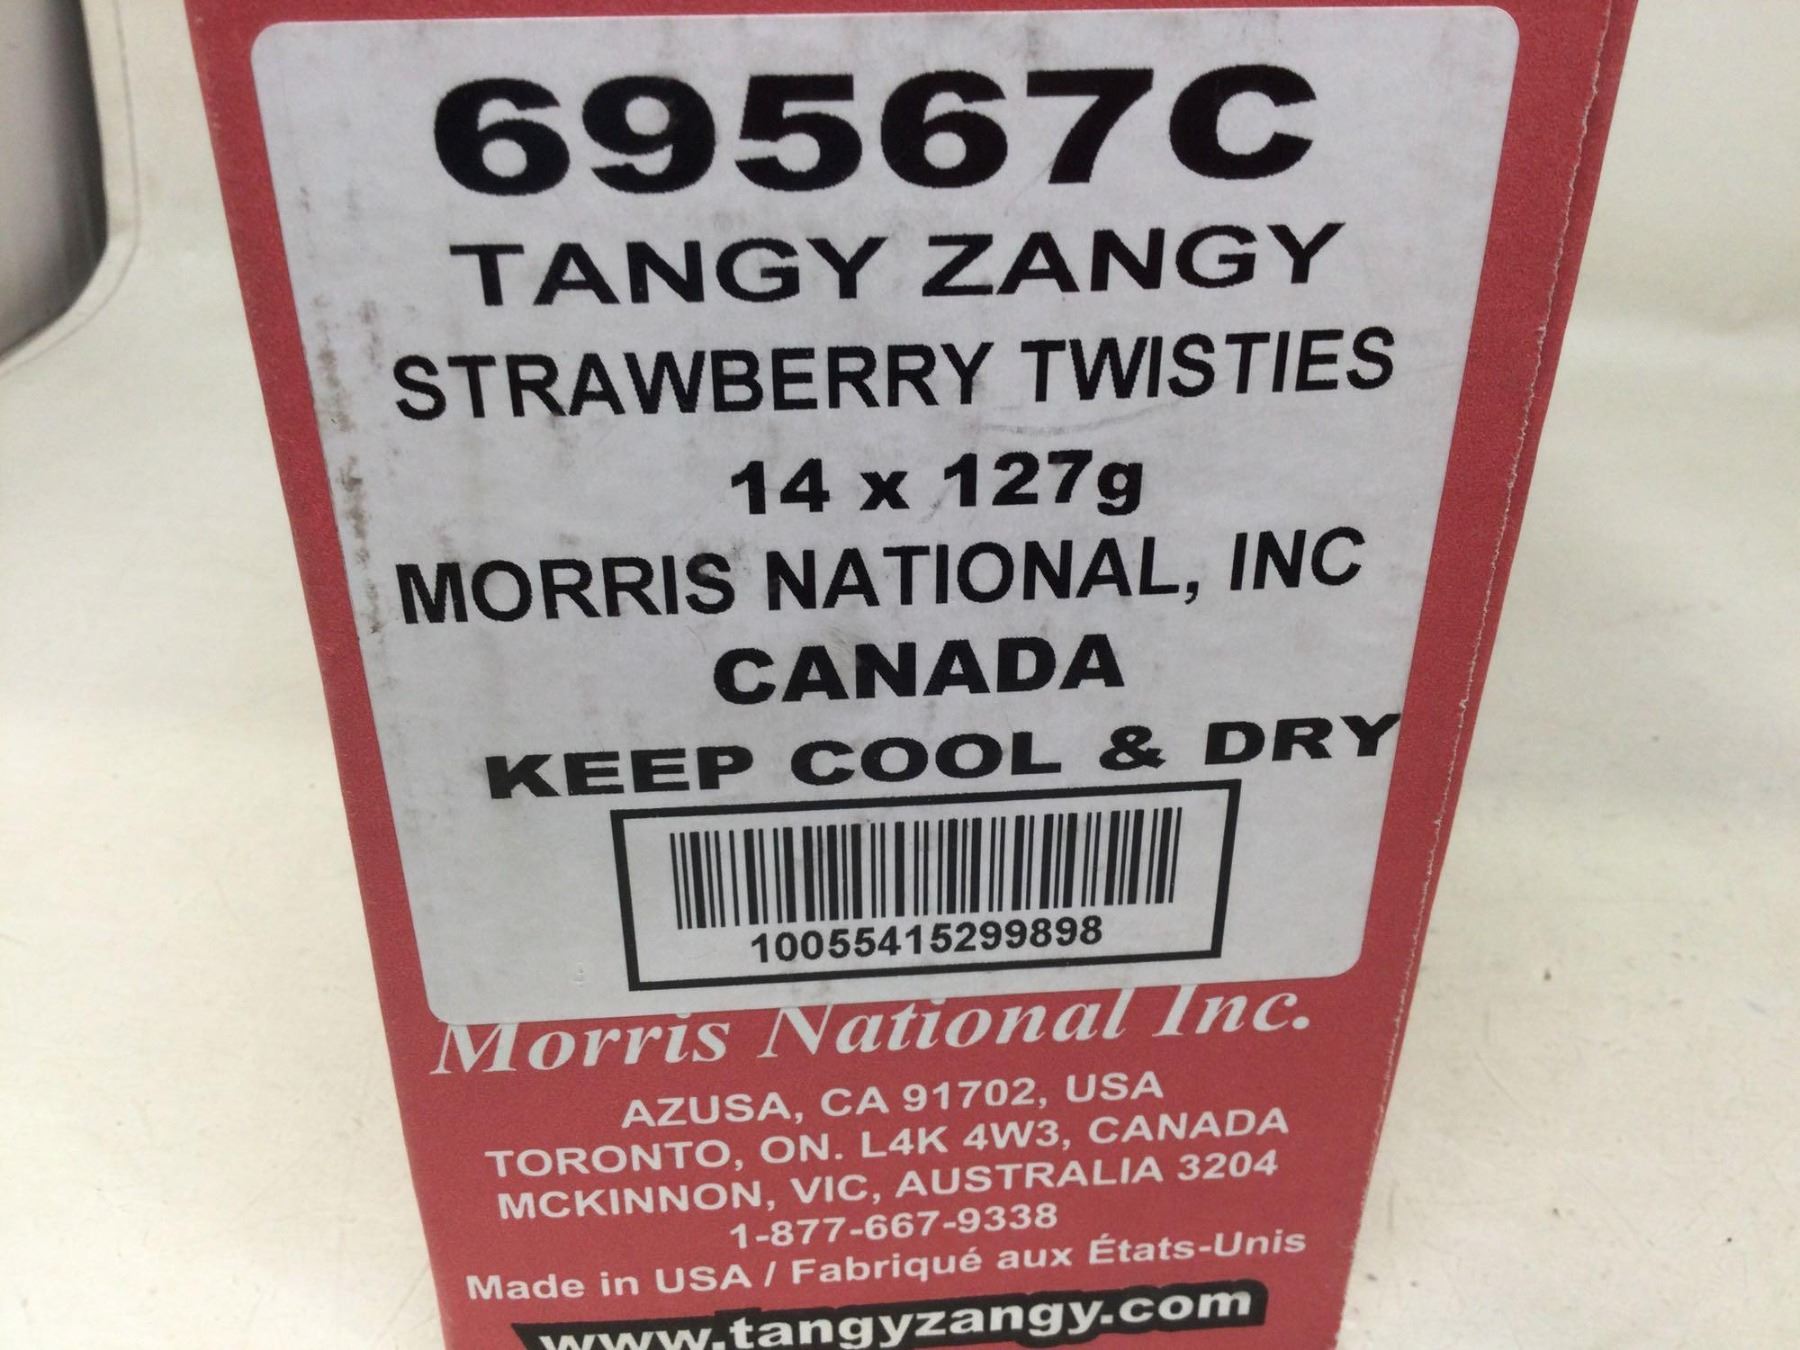 69567C
TANGY ZANGY
STRAWBERRY TWISTIES
14 x 127g
MORRIS NATIONAL, INC
CANADA
KEEP COOL & DRY
10055415299898
Morris National Inc.
AZUSA, CA 91702, USA
TORONTO, ON. L4K 4W3, CANADA
MCKINNON, VIC, AUSTRALIA 3204
1-877-667-9338
Made in USA / Fabriqué aux États-Unis
www.tangyzangy.com